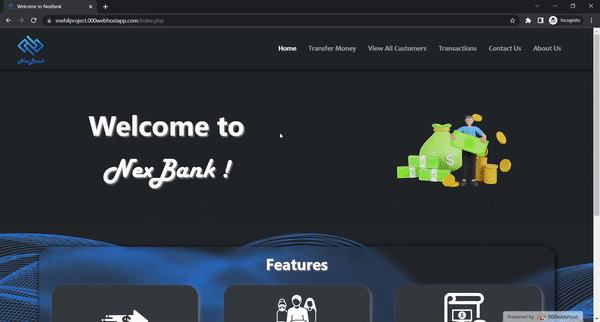 Welcome to NexBank
Incognito
snehilproject.000webhostapp.com/index.php
NexBank
Home
Transfer Money
View All Customers
Transactions
Contact Us
About Us
Welcome to
NexBank !
Features
Powered by 000webhost